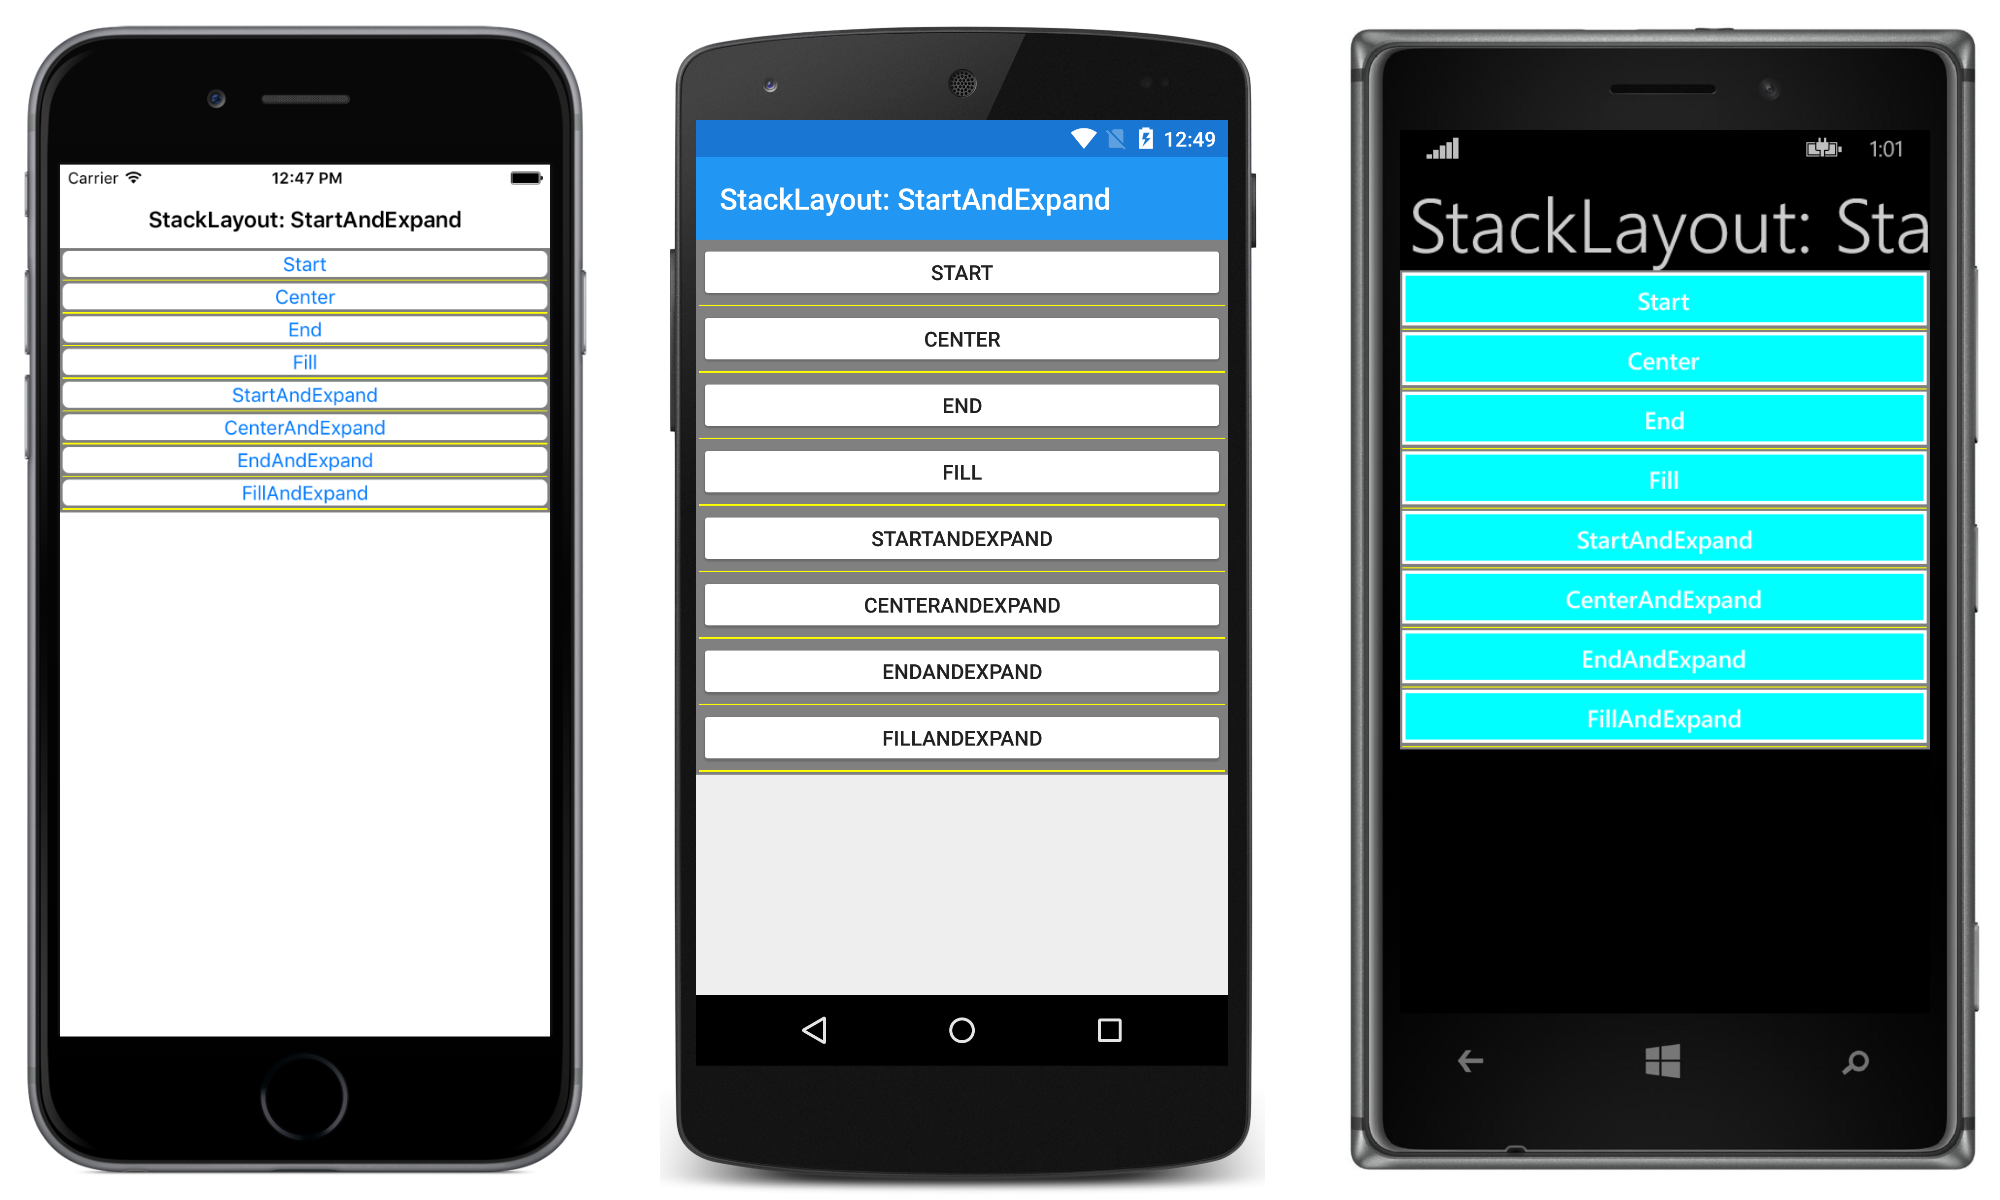 Carrier 12:47 PM
StackLayout: StartAndExpand
Start
Center
End
Fill
StartAndExpand
CenterAndExpand
EndAndExpand
FillAndExpand
12:49
StackLayout: StartAndExpand
START
CENTER
END
FILL
STARTANDEXPAND
CENTERANDEXPAND
ENDANDEXPAND
FILLANDEXPAND
1:01
StackLayout: Sta
Start
Center
End
Fill
StartAndExpand
CenterAndExpand
EndAndExpand
FillAndExpand